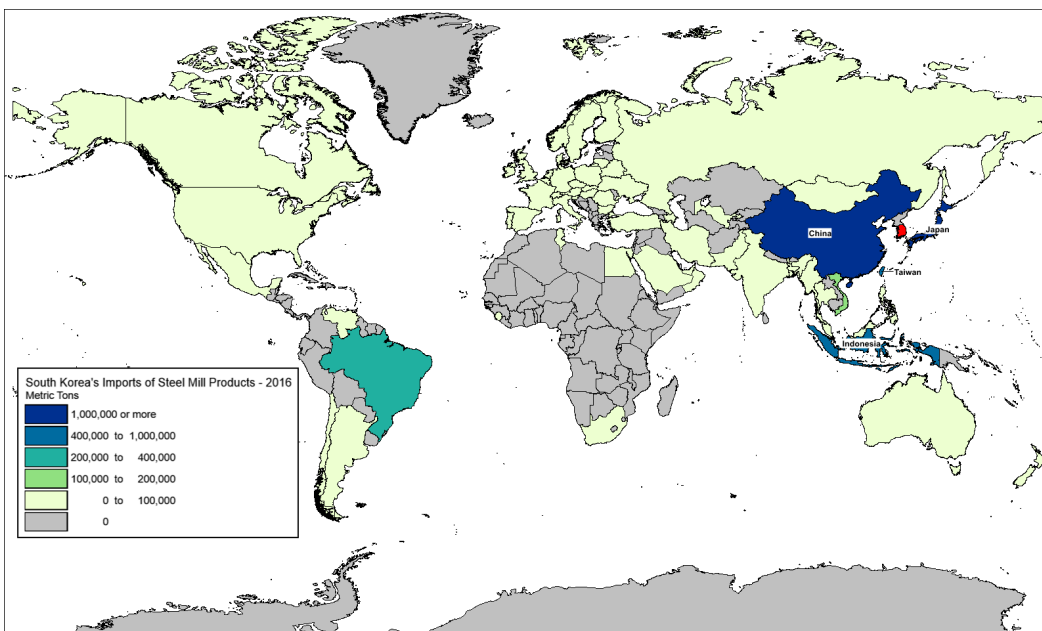 China
Japan
Taiwan
Indonesia
South Korea's Imports of Steel Mill Products - 2016
Metric Tons
1,000,000 or more
400,000 to 1,000,000
200,000 to 400,000
100,000 to 200,000
0 to 100,000
0